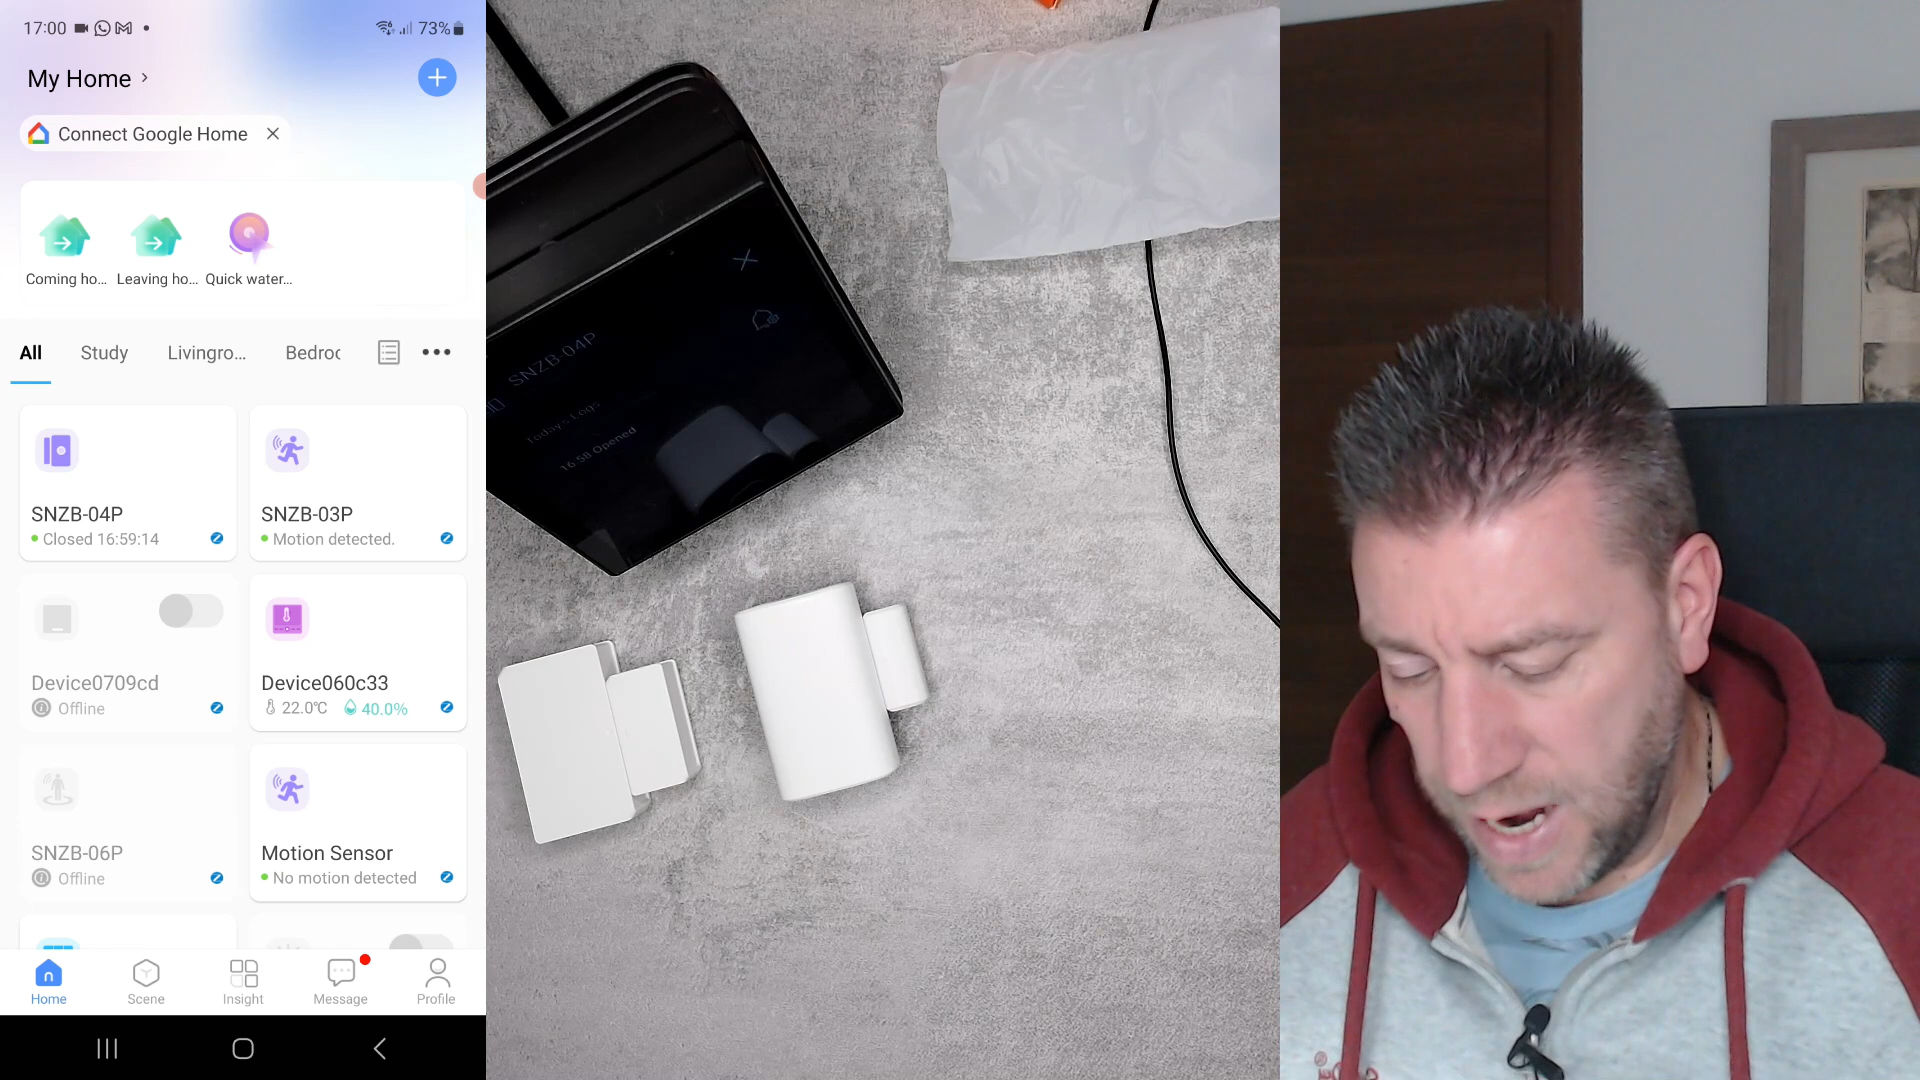 17:00
73%
My Home
Connect Google Home
Coming ho...
Leaving ho...
Quick water...
All
Study
Livingro...
Bedroc
SNZB-04P
Closed 16:59:14
SNZB-03P
Motion detected.
Device0709cd
Offline
Device060c33
22.0℃
40.0%
SNZB-06P
Offline
Motion Sensor
No motion detected
Home
Scene
Insight
Message
Profile
SNZB-04P
Today's Logs
16:58 Opened